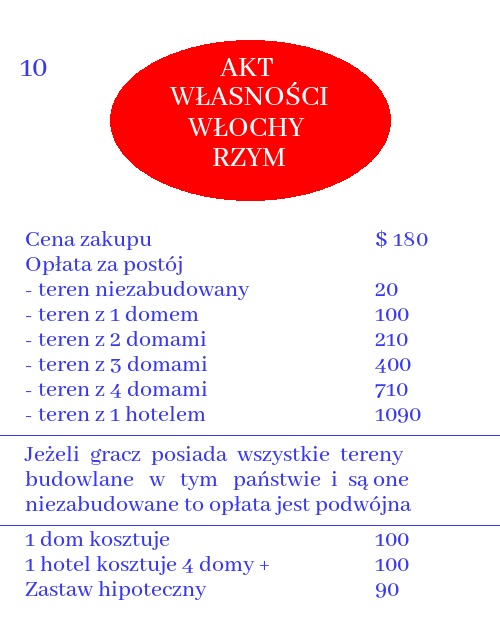 10
AKT
WŁASNOŚCI
WŁOCHY
RZYM
Cena zakupu $ 180
Opłata za postój
- teren niezabudowany 20
- teren z 1 domem 100
- teren z 2 domami 210
- teren z 3 domami 400
- teren z 4 domami 710
- teren z 1 hotelem 1090
Jeżeli gracz posiada wszystkie tereny
budowlane w tym państwie i są one
niezabudowane to opłata jest podwójna
1 dom kosztuje 100
1 hotel kosztuje 4 domy + 100
Zastaw hipoteczny 90